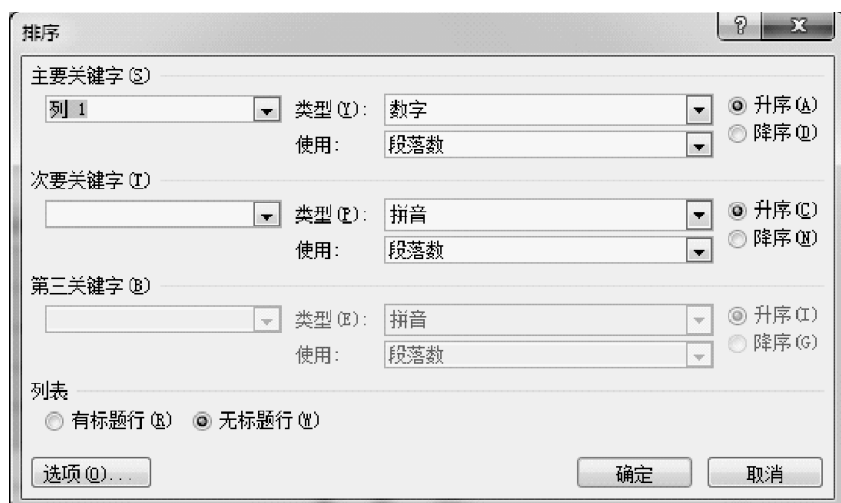 排序
主要关键字(S)
列 1 类型(Y): 数字 升序(A)
使用: 段落数 降序(D)
次要关键字(T)
类型(P): 拼音 升序(C)
使用: 段落数 降序(N)
第三关键字(B)
类型(E): 拼音 升序(I)
使用: 段落数 降序(G)
列表
有标题行(R) 无标题行(W)
选项(O)... 确定 取消